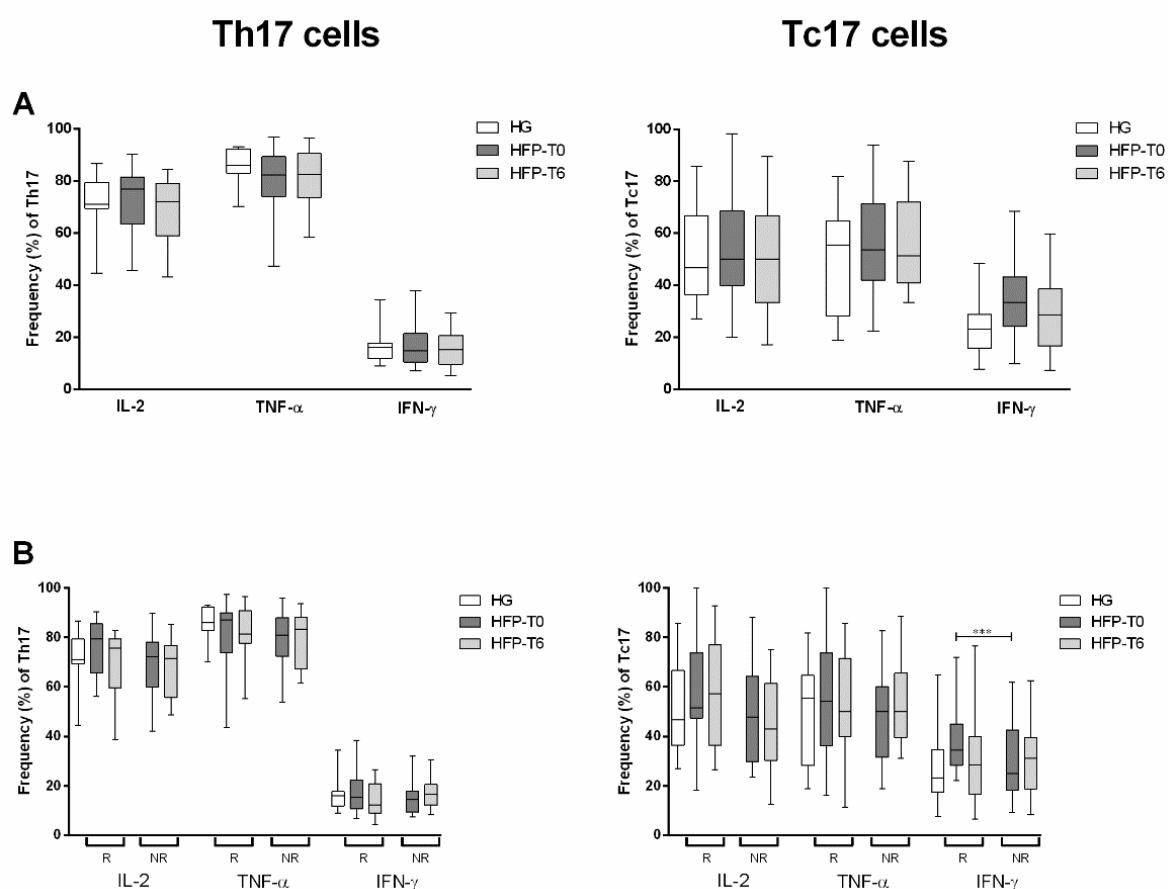 Th17 cells
Tc17 cells
A
Frequency (%) of Th17
100
80
60
40
20
0
IL-2
TNF-α
IFN-γ
HG
HFP-T0
HFP-T6
Frequency (%) of Tc17
100
80
60
40
20
0
IL-2
TNF-α
IFN-γ
HG
HFP-T0
HFP-T6
B
Frequency (%) of Th17
100
80
60
40
20
0
R NR R NR R NR
IL-2 TNF-α IFN-γ
HG
HFP-T0
HFP-T6
Frequency (%) of Tc17
100
80
60
40
20
0
***
R NR R NR R NR
IL-2 TNF-α IFN-γ
HG
HFP-T0
HFP-T6